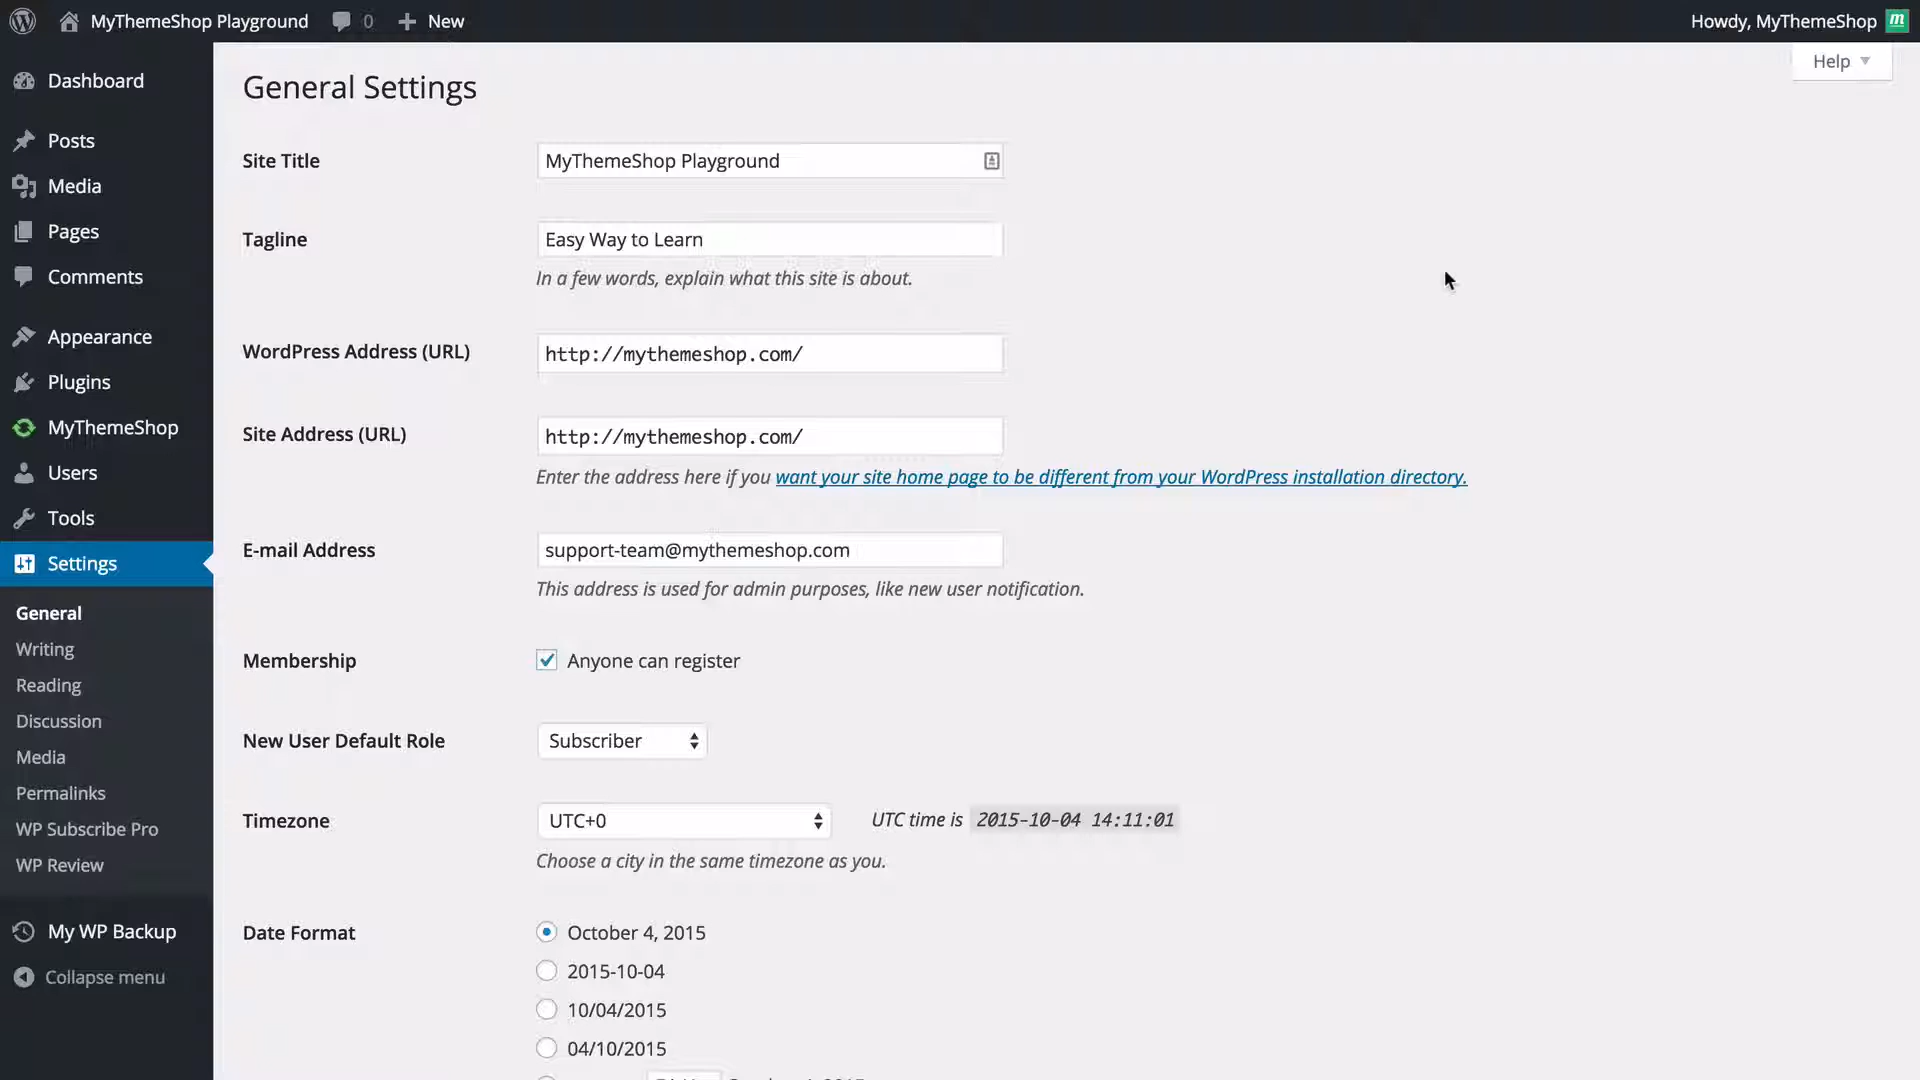 MyThemeShop Playground 0 New Howdy, MyThemeShop m
Help
Dashboard
Posts
Media
Pages
Comments
Appearance
Plugins
MyThemeShop
Users
Tools
Settings
General
Writing
Reading
Discussion
Media
Permalinks
WP Subscribe Pro
WP Review
My WP Backup
Collapse menu
General Settings
Site Title MyThemeShop Playground
Tagline Easy Way to Learn
In a few words, explain what this site is about.
WordPress Address (URL) http://mythemeshop.com/
Site Address (URL) http://mythemeshop.com/
Enter the address here if you want your site home page to be different from your WordPress installation directory.
E-mail Address support-team@mythemeshop.com
This address is used for admin purposes, like new user notification.
Membership Anyone can register
New User Default Role Subscriber
Timezone UTC+0 UTC time is 2015-10-04 14:11:01
Choose a city in the same timezone as you.
Date Format October 4, 2015
2015-10-04
10/04/2015
04/10/2015